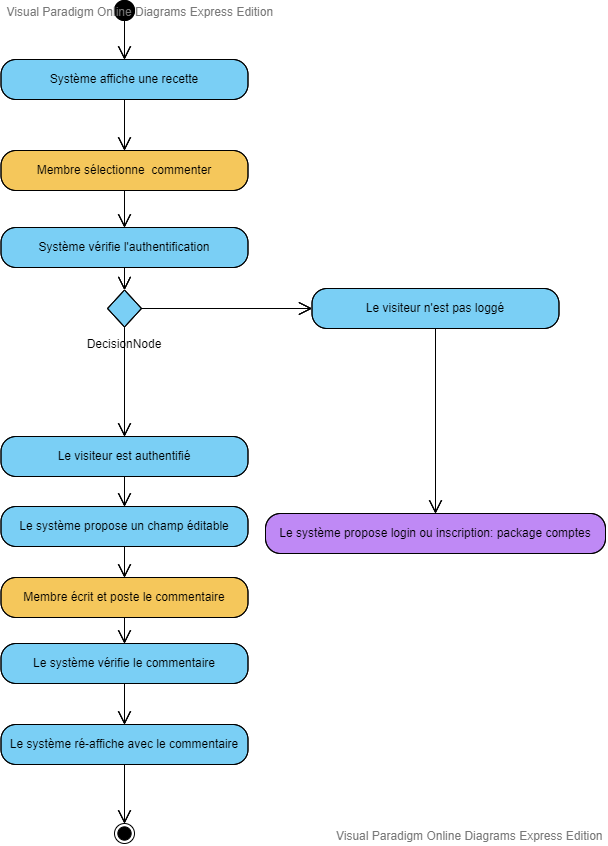 Visual Paradigm Online Diagrams Express Edition
Système affiche une recette
Membre sélectionne commenter
Système vérifie l'authentification
Le visiteur n'est pas loggé
DecisionNode
Le visiteur est authentifié
Le système propose un champ éditable
Le système propose login ou inscription: package comptes
Membre écrit et poste le commentaire
Le système vérifie le commentaire
Le système ré-affiche avec le commentaire
Visual Paradigm Online Diagrams Express Edition